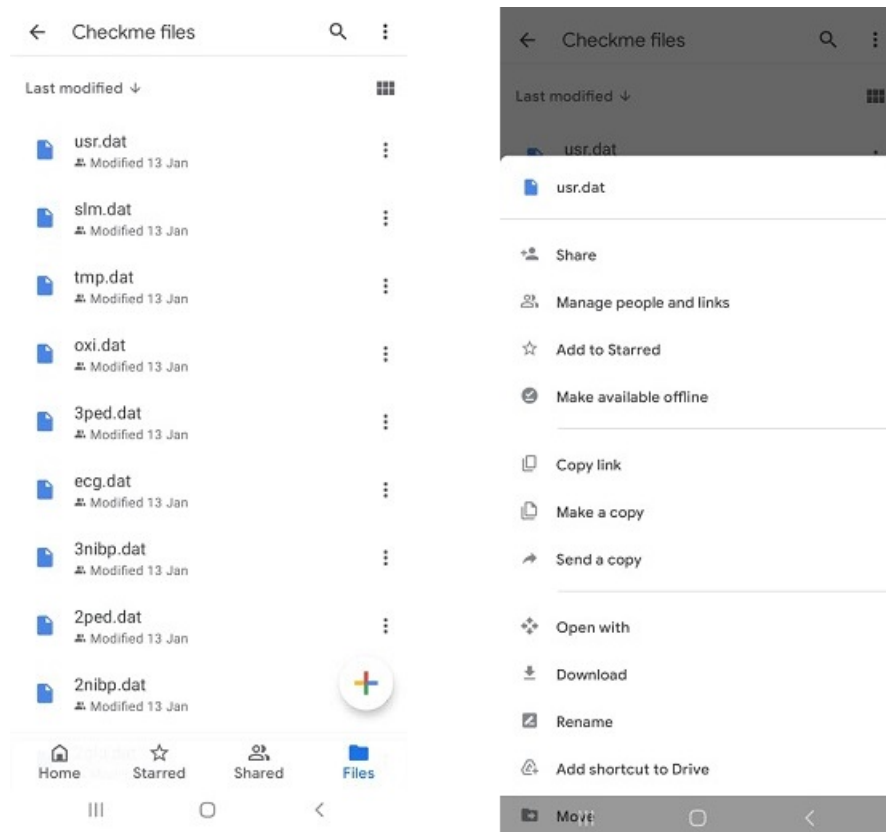 Checkme files
Last modified
usr.dat
Modified 13 Jan
slm.dat
Modified 13 Jan
tmp.dat
Modified 13 Jan
oxi.dat
Modified 13 Jan
3ped.dat
Modified 13 Jan
ecg.dat
Modified 13 Jan
3nibp.dat
Modified 13 Jan
2ped.dat
Modified 13 Jan
2nibp.dat
Modified 13 Jan
Home Starred Shared Files
Checkme files
Last modified
usr.dat
usr.dat
Share
Manage people and links
Add to Starred
Make available offline
Copy link
Make a copy
Send a copy
Open with
Download
Rename
Add shortcut to Drive
Move